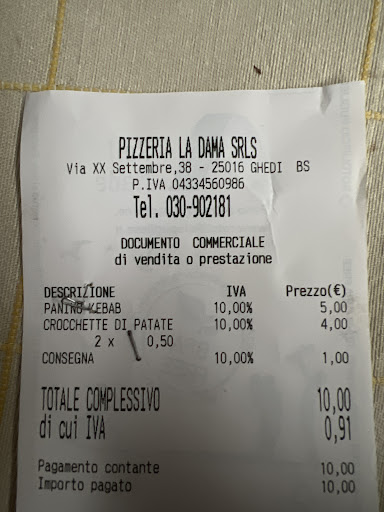 PIZZERIA LA DAMA SRLS
Via XX Settembre,38 - 25016 GHEDI BS
P.IVA 04334560986
Tel. 030-902181
DOCUMENTO COMMERCIALE
di vendita o prestazione
DESCRIZIONE IVA Prezzo(€)
PANINO KEBAB 10,00% 5,00
CROCCHETTE DI PATATE 10,00% 4,00
2 x 0,50
CONSEGNA 10,00% 1,00
TOTALE COMPLESSIVO 10,00
di cui IVA 0,91
Pagamento contante 10,00
Importo pagato 10,00